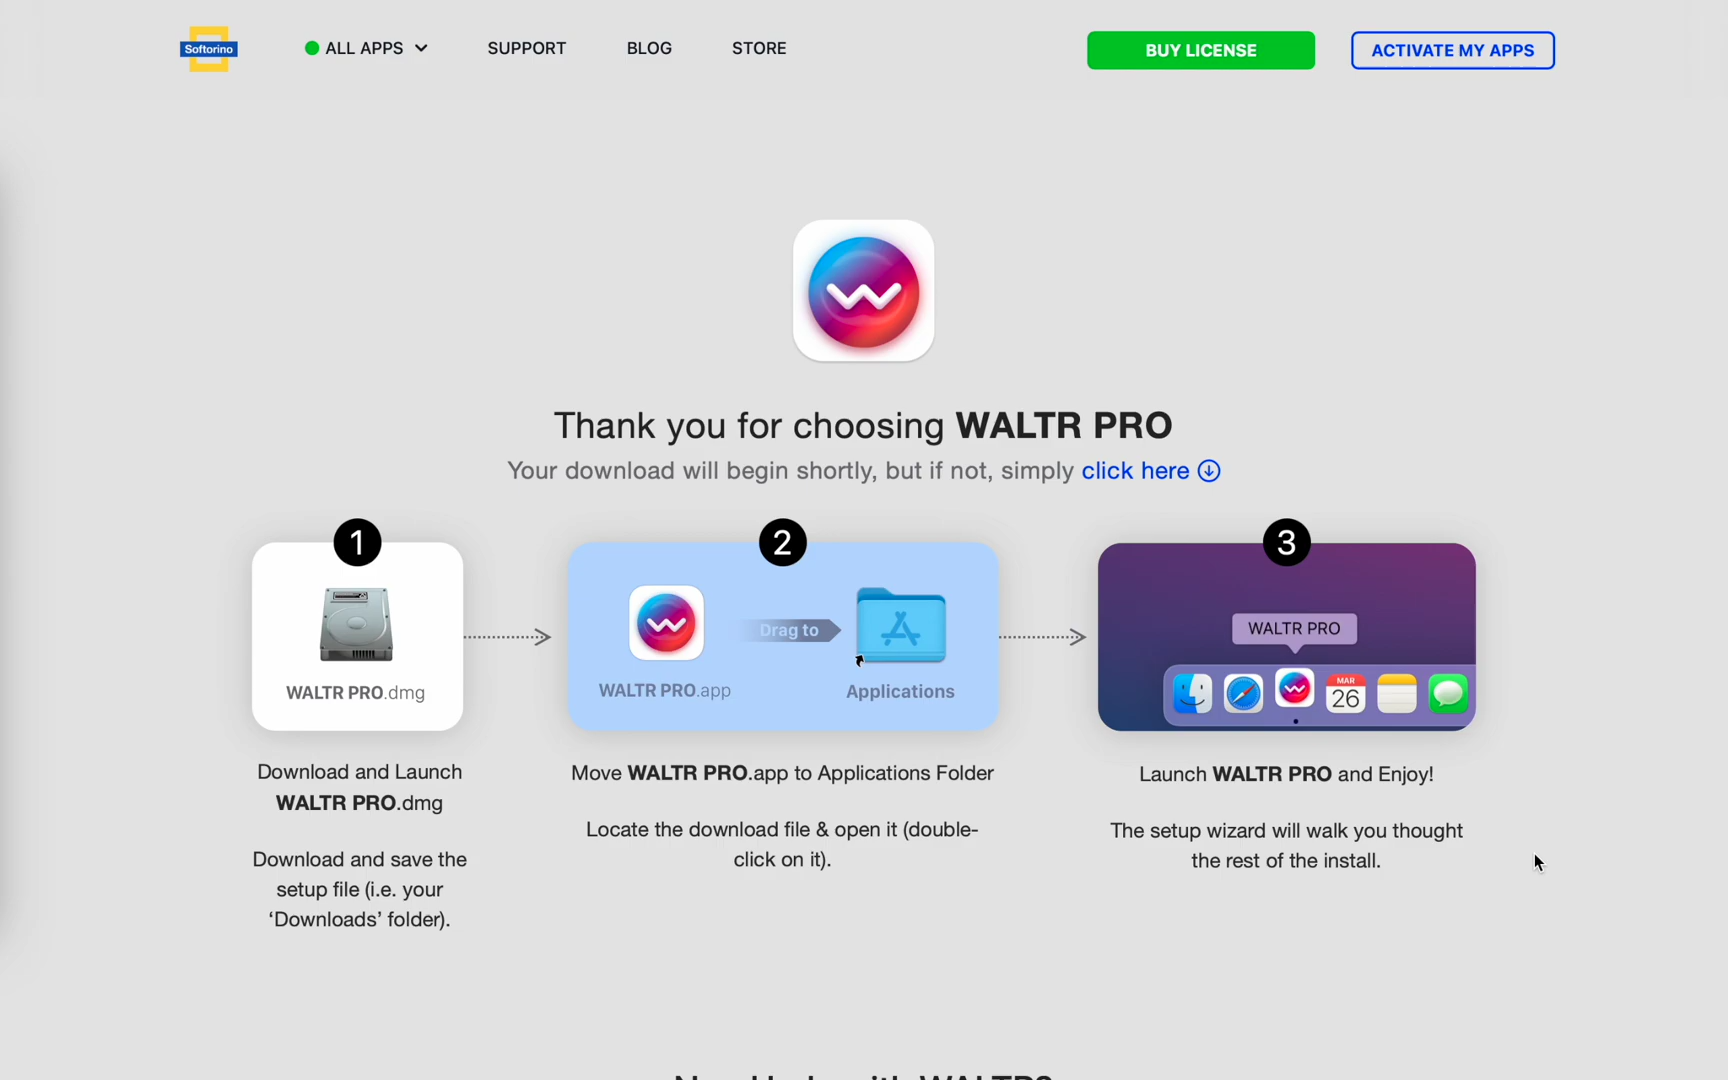 Softorino
ALL APPS
SUPPORT
BLOG
STORE
BUY LICENSE
ACTIVATE MY APPS
Thank you for choosing WALTR PRO
Your download will begin shortly, but if not, simply click here
1
WALTR PRO.dmg
Download and Launch
WALTR PRO.dmg
Download and save the
setup file (i.e. your
‘Downloads’ folder).
2
Drag to
WALTR PRO.app
Applications
Move WALTR PRO.app to Applications Folder
Locate the download file & open it (double-
click on it).
3
WALTR PRO
MAR
26
Launch WALTR PRO and Enjoy!
The setup wizard will walk you thought
the rest of the install.